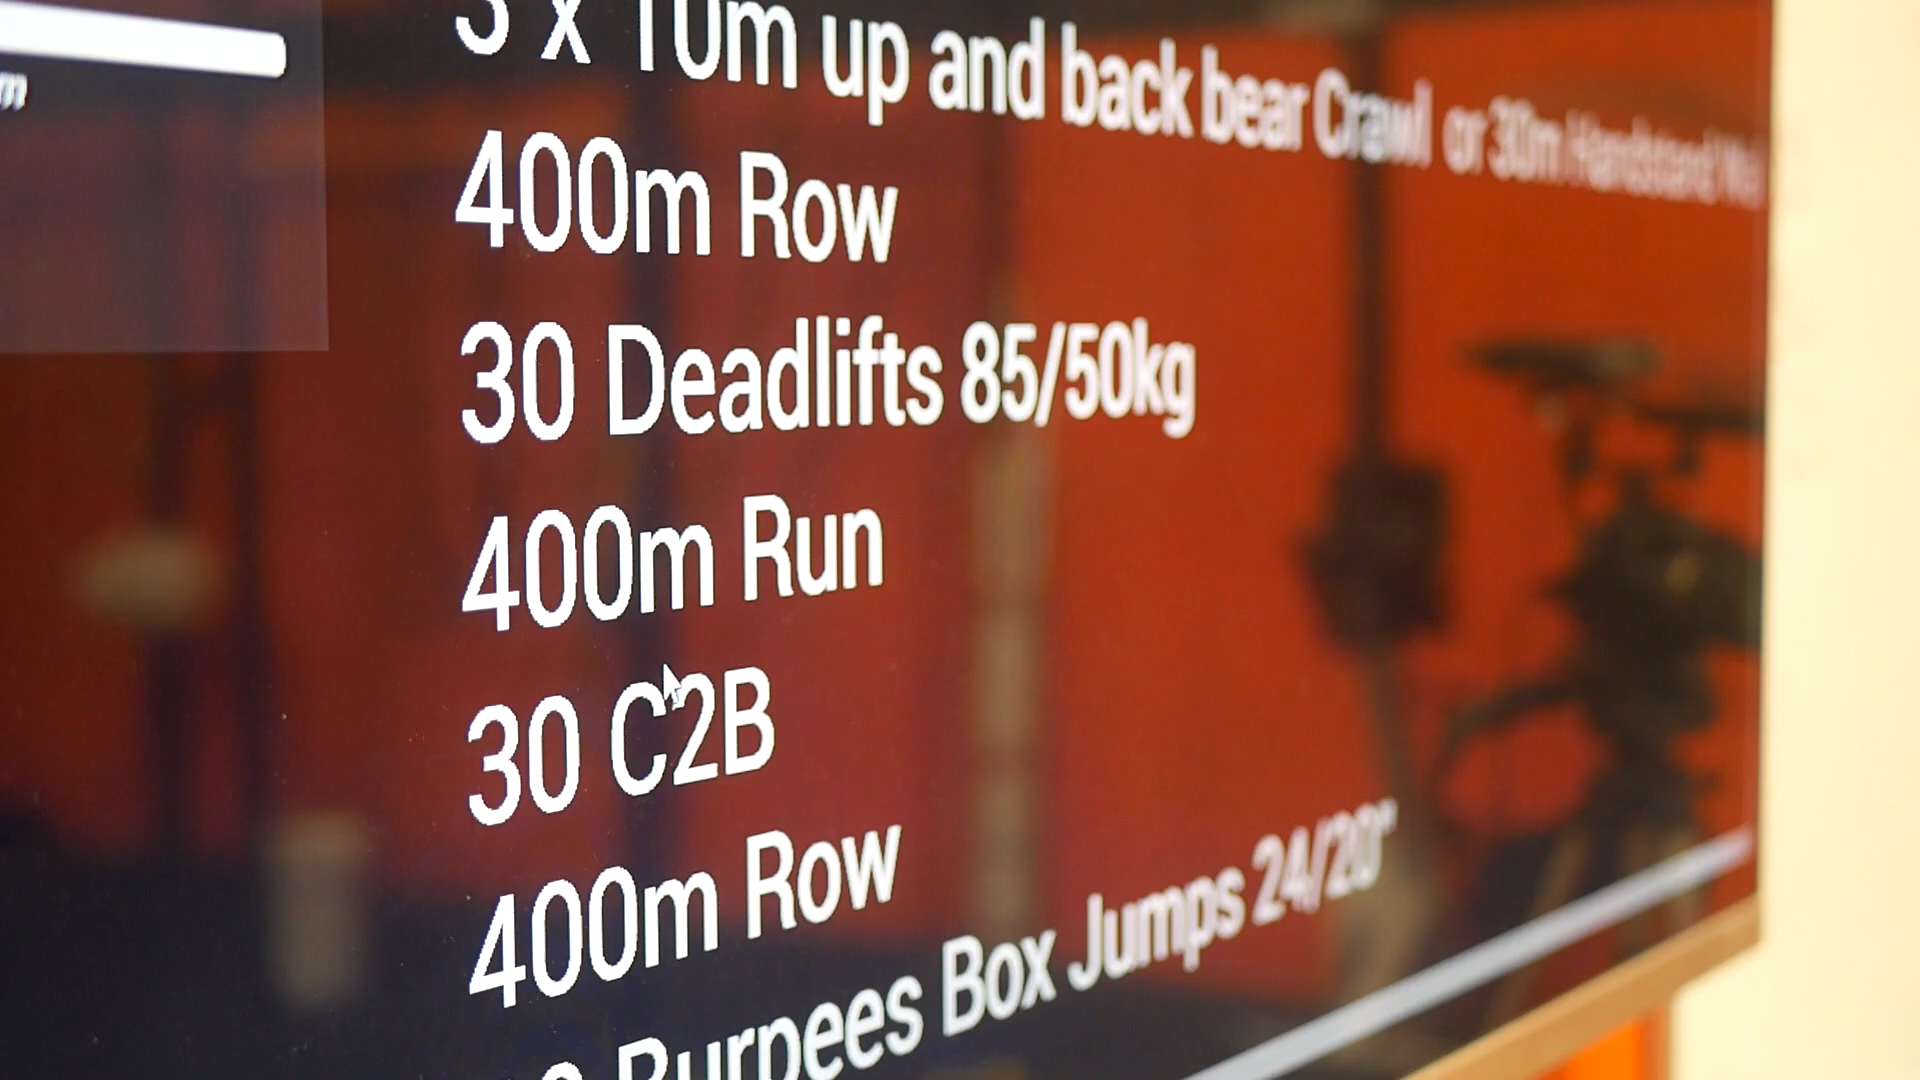 3 x 10m up and back bear Crawl or 30m Handstand
400m Row
30 Deadlifts 85/50kg
400m Run
30 C2B
400m Row
Burpees Box Jumps 24/20"